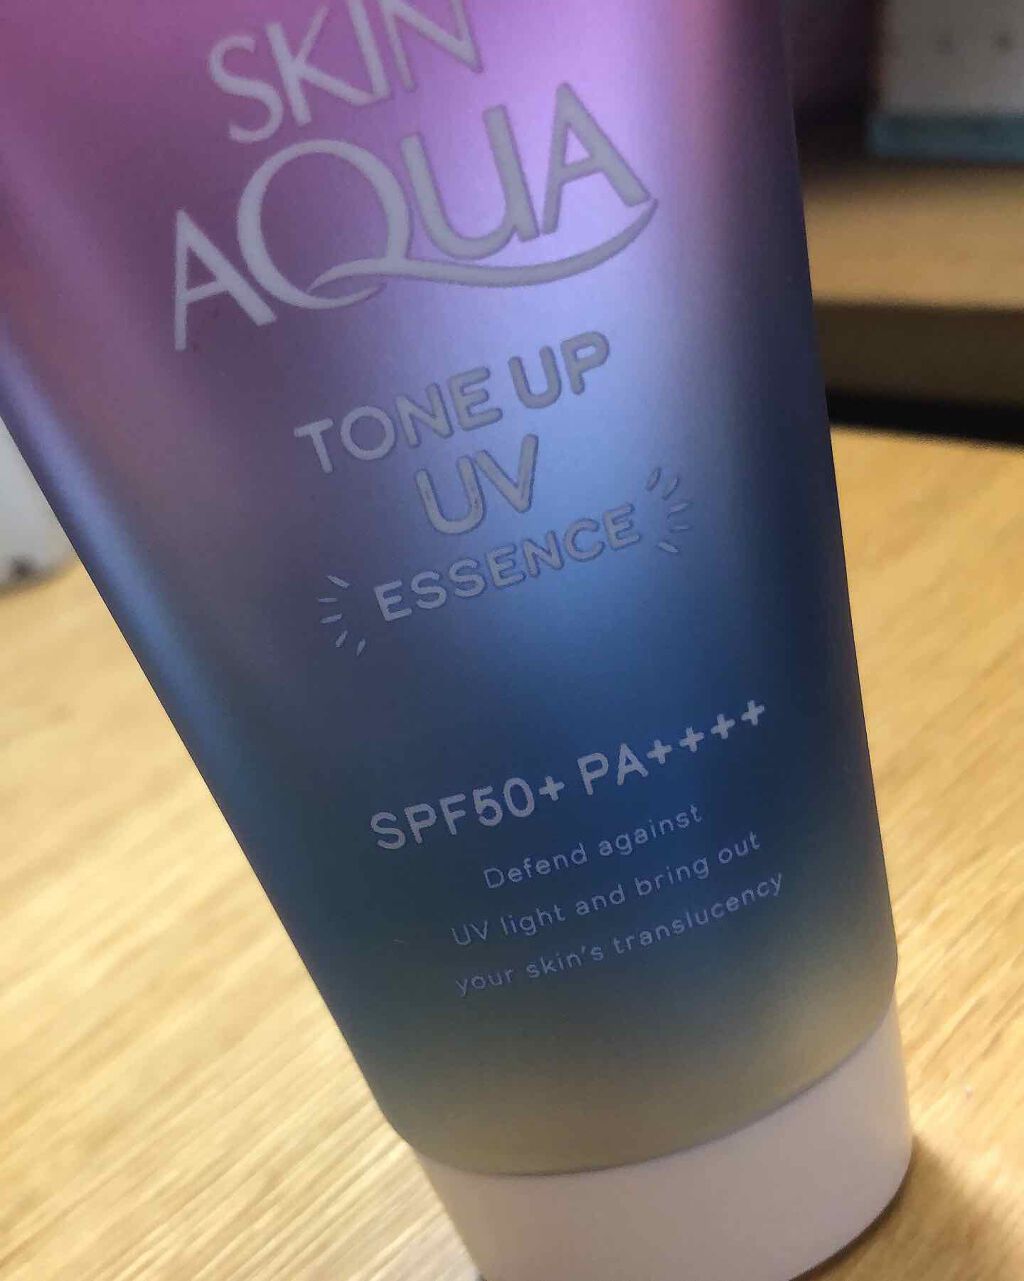 SKIN
AQUA
TONE UP
UV
ESSENCE
SPF50+ PA++++
Defend against
UV light and bring out
your skin's translucency